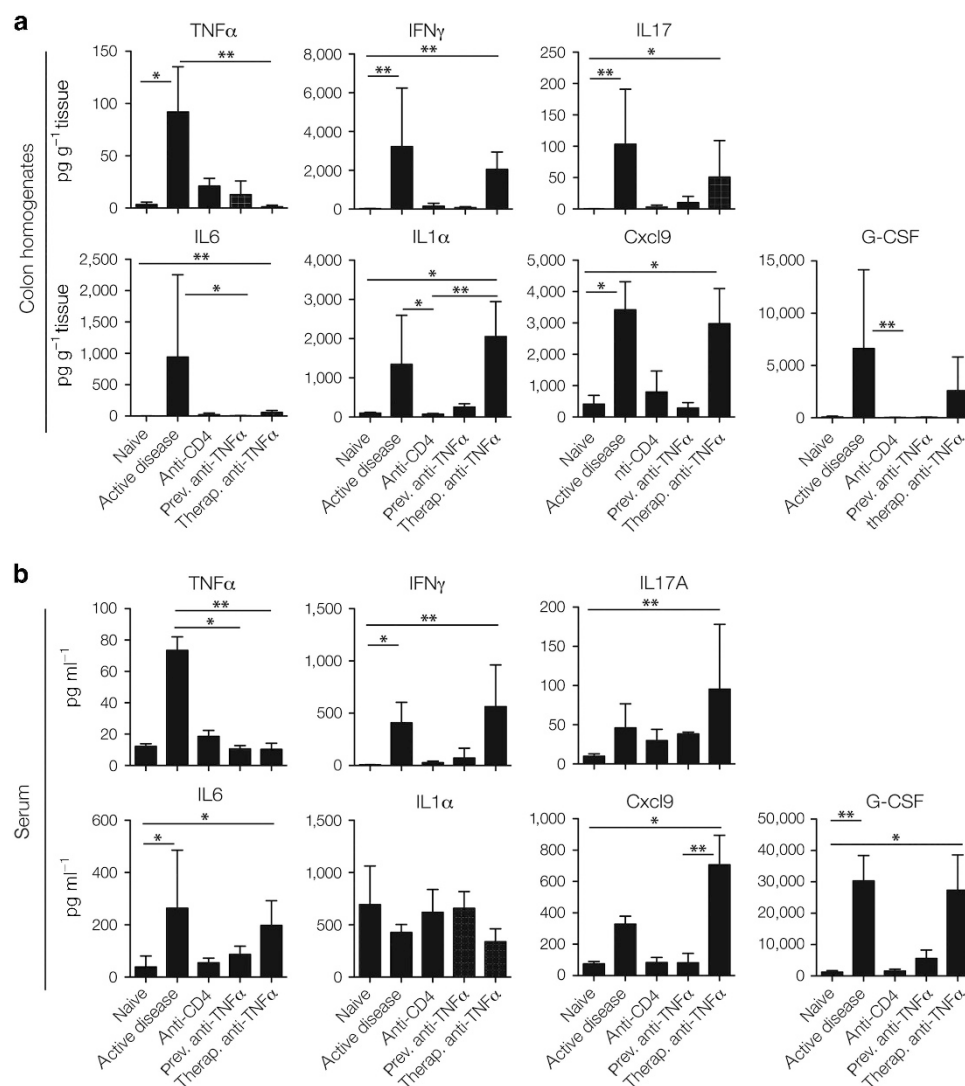 a
TNFα
IFNγ
IL17
Colon homogenates
pg g⁻¹ tissue
150
100
50
0
*
**
8,000
6,000
4,000
2,000
0
**
**
250
200
150
100
50
0
**
*
IL6
IL1α
Cxcl9
G-CSF
pg g⁻¹ tissue
2,500
2,000
1,500
1,000
500
0
**
*
4,000
3,000
2,000
1,000
0
*
*
**
5,000
4,000
3,000
2,000
1,000
0
*
*
15,000
10,000
5,000
0
**
Naive
Active disease
Anti-CD4
Prev. anti-TNFα
Therap. anti-TNFα
Naive
Active disease
Anti-CD4
Prev. anti-TNFα
Therap. anti-TNFα
Naive
Active disease
nti-CD4
Prev. anti-TNFα
Therap. anti-TNFα
Naive
Active disease
Anti-CD4
Prev. anti-TNFα
therap. anti-TNFα
b
TNFα
IFNγ
IL17A
Serum
pg ml⁻¹
100
80
60
40
20
0
**
*
1,500
1,000
500
0
*
**
200
150
100
50
0
**
IL6
IL1α
Cxcl9
G-CSF
pg ml⁻¹
600
400
200
0
*
*
1,500
1,000
500
0
1,000
800
600
400
200
0
*
**
50,000
40,000
30,000
20,000
10,000
0
**
*
Naive
Active disease
Anti-CD4
Prev. anti-TNFα
Therap. anti-TNFα
Naive
Active disease
Anti-CD4
Prev. anti-TNFα
Therap. anti-TNFα
Naive
Active disease
Anti-CD4
Prev. anti-TNFα
Therap. anti-TNFα
Naive
Active disease
Anti-CD4
Prev. anti-TNFα
Therap. anti-TNFα